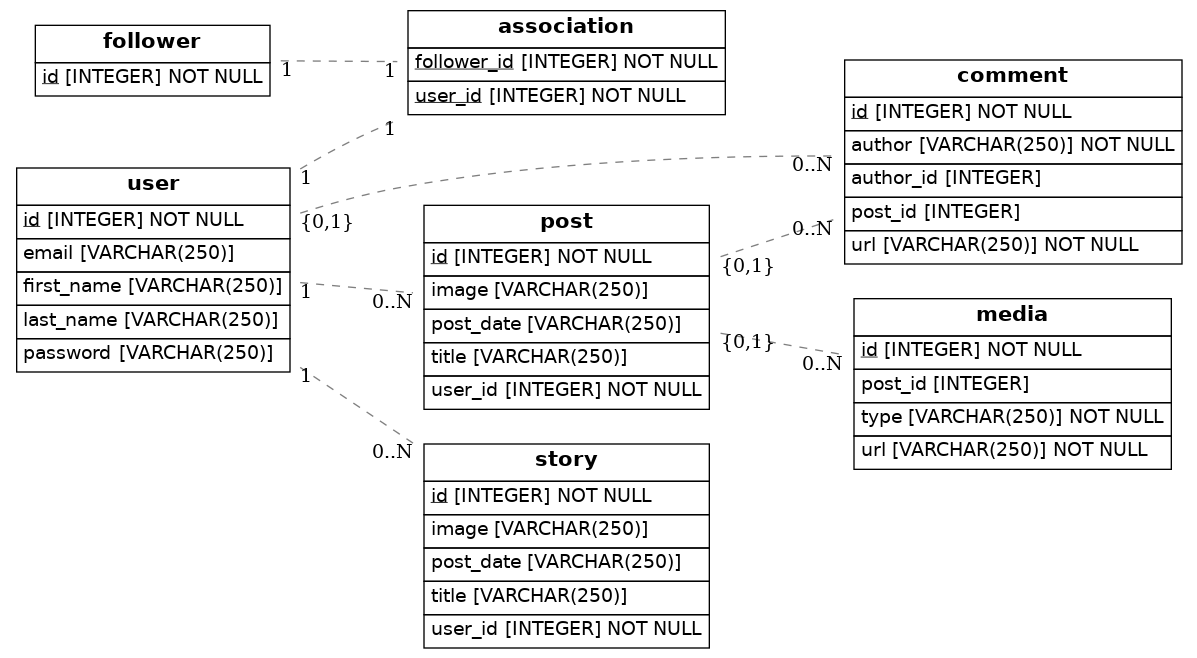 follower
id [INTEGER] NOT NULL
association
follower_id [INTEGER] NOT NULL
user_id [INTEGER] NOT NULL
1
1
1
1
user
id [INTEGER] NOT NULL
email [VARCHAR(250)]
first_name [VARCHAR(250)]
last_name [VARCHAR(250)]
password [VARCHAR(250)]
{0,1}
0..N
1
0..N
1
0..N
post
id [INTEGER] NOT NULL
image [VARCHAR(250)]
post_date [VARCHAR(250)]
title [VARCHAR(250)]
user_id [INTEGER] NOT NULL
{0,1}
0..N
{0,1}
0..N
comment
id [INTEGER] NOT NULL
author [VARCHAR(250)] NOT NULL
author_id [INTEGER]
post_id [INTEGER]
url [VARCHAR(250)] NOT NULL
media
id [INTEGER] NOT NULL
post_id [INTEGER]
type [VARCHAR(250)] NOT NULL
url [VARCHAR(250)] NOT NULL
story
id [INTEGER] NOT NULL
image [VARCHAR(250)]
post_date [VARCHAR(250)]
title [VARCHAR(250)]
user_id [INTEGER] NOT NULL